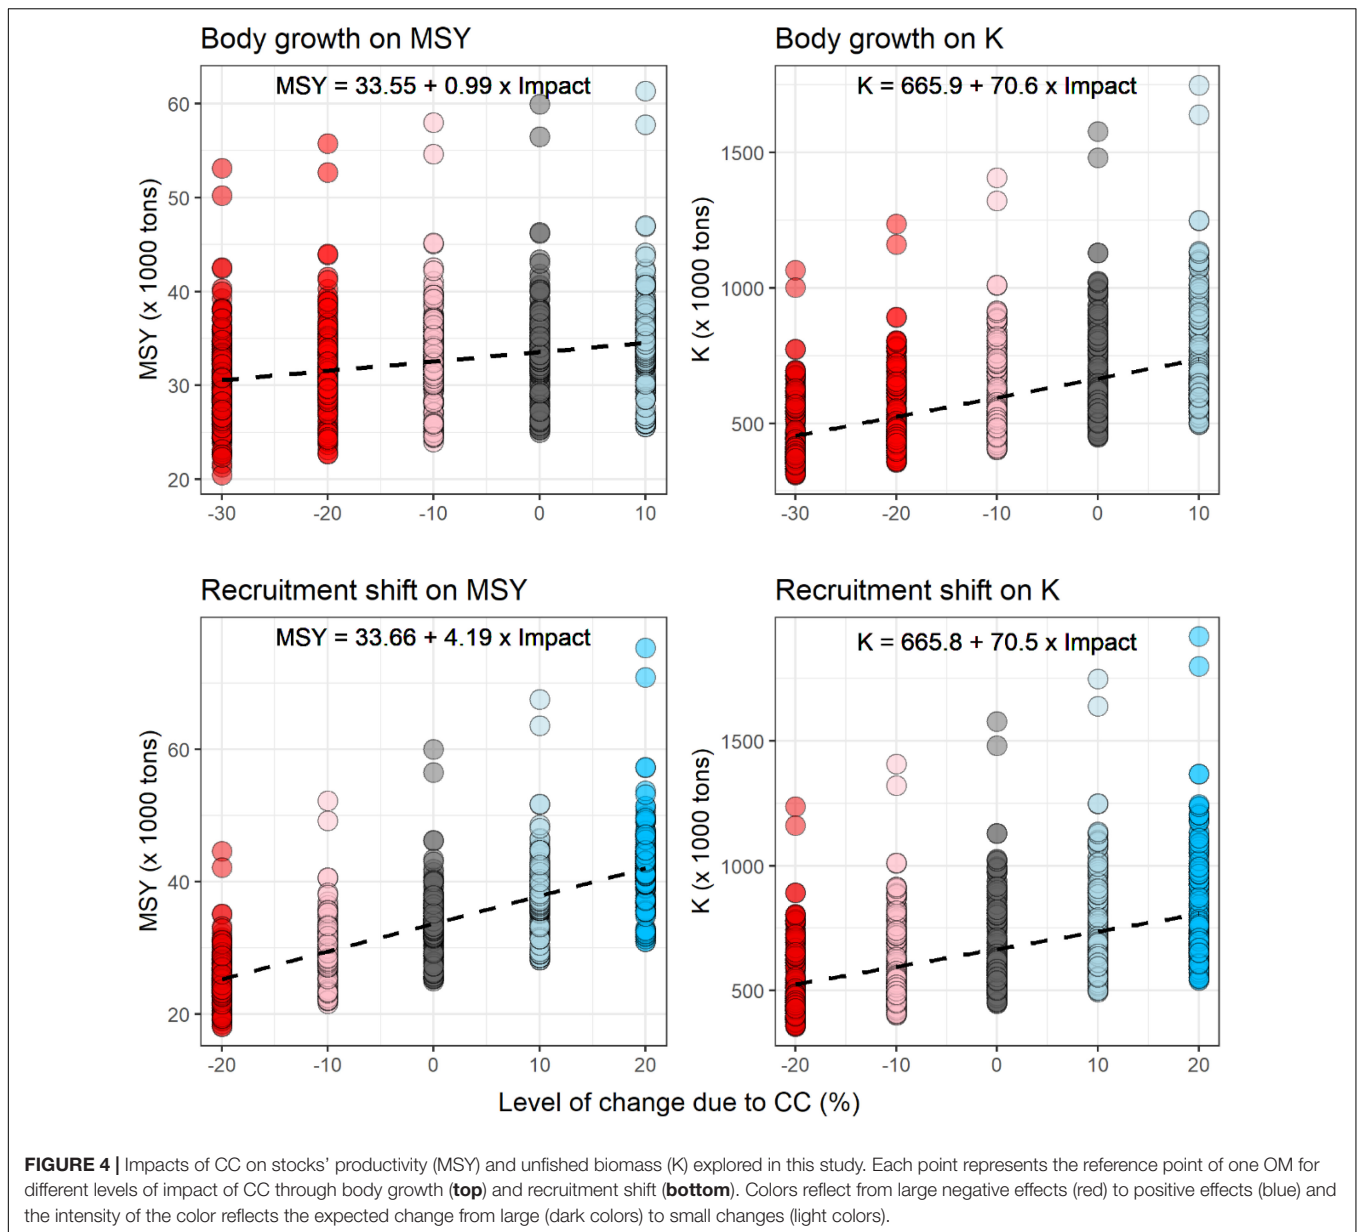 Body growth on MSY
MSY = 33.55 + 0.99 x Impact
MSY (x 1000 tons)
60
50
40
30
20
-30 -20 -10 0 10
Body growth on K
K = 665.9 + 70.6 x Impact
K (x 1000 tons)
1500
1000
500
-30 -20 -10 0 10
Recruitment shift on MSY
MSY = 33.66 + 4.19 x Impact
MSY (x 1000 tons)
60
40
20
-20 -10 0 10 20
Recruitment shift on K
K = 665.8 + 70.5 x Impact
K (x 1000 tons)
1500
1000
500
-20 -10 0 10 20
Level of change due to CC (%)
FIGURE 4 | Impacts of CC on stocks' productivity (MSY) and unfished biomass (K) explored in this study. Each point represents the reference point of one OM for
different levels of impact of CC through body growth (top) and recruitment shift (bottom). Colors reflect from large negative effects (red) to positive effects (blue) and
the intensity of the color reflects the expected change from large (dark colors) to small changes (light colors).